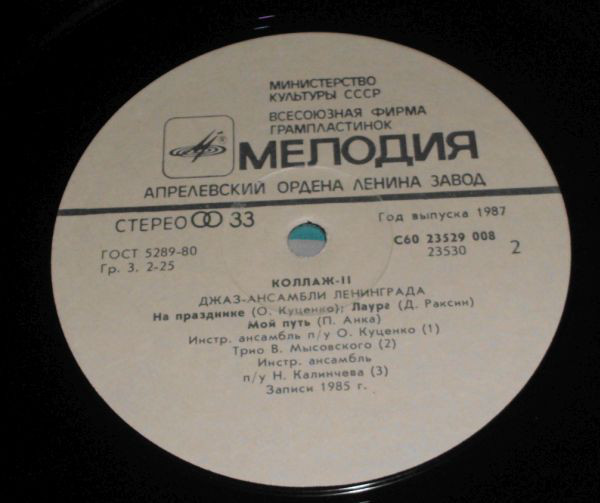 МИНИСТЕРСТВО
КУЛЬТУРЫ СССР
ВСЕСОЮЗНАЯ ФИРМА
ГРАМПЛАСТИНОК
МЕЛОДИЯ
АПРЕЛЕВСКИЙ ОРДЕНА ЛЕНИНА ЗАВОД
СТЕРЕО 33
Год выпуска 1987
ГОСТ 5289-80
Гр. 3. 2-25
С60 23529 008
23530
2
КОЛЛАЖ-II
ДЖАЗ-АНСАМБЛИ ЛЕНИНГРАДА
На празднике (О. Куценко); Лаура (Д. Раксин)
Мой путь (П. Анка)
Инстр. ансамбль п/у О. Куценко (1)
Трио В. Мысовского (2)
Инстр. ансамбль
п/у Н. Калинчева (3)
Записи 1985 г.